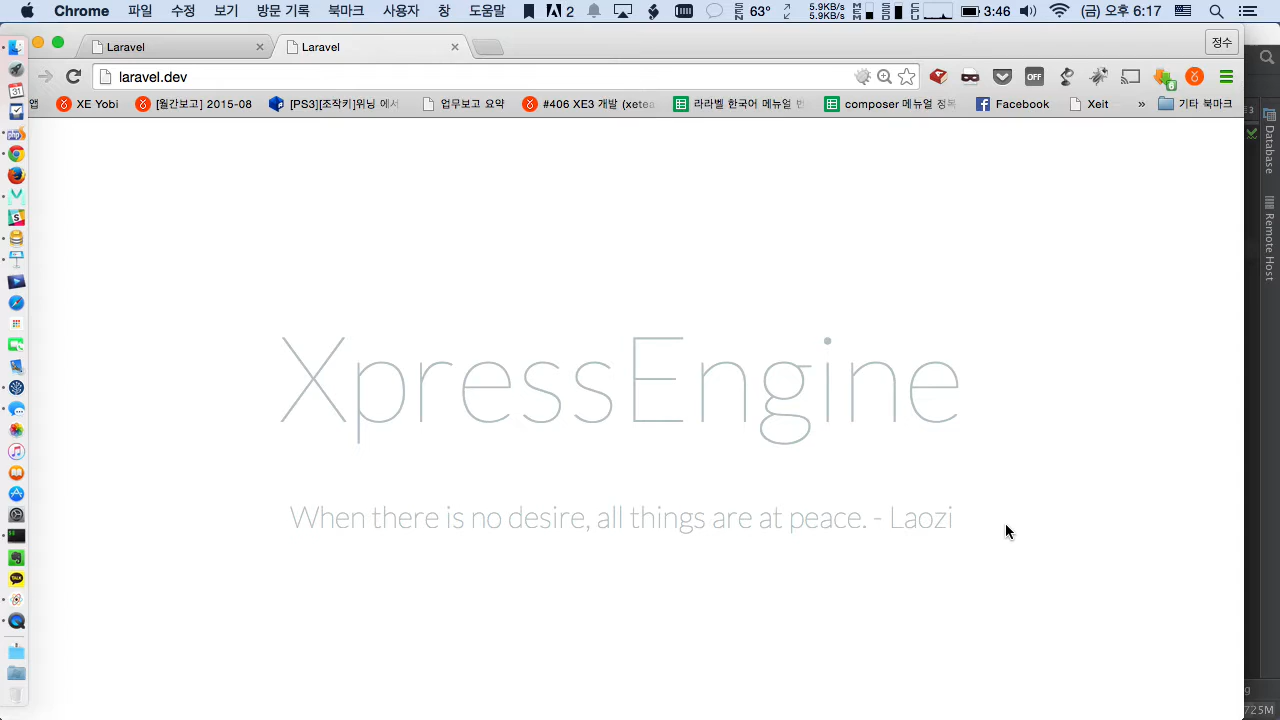 Chrome 파일 수정 보기 방문 기록 북마크 사용자 창 도움말 2 63° 5.9KB/s 5.9KB/s 3:46 (금) 오후 6:17
Laravel Laravel 정수
laravel.dev OFF 6
앱 XE Yobi [월간보고] 2015-08 [PS3][조작키]위닝 에서 업무보고 요약 #406 XE3 개발 (xetea 라라벨 한국어 메뉴얼 번 composer 메뉴얼 정독 Facebook Xeit » 기타 북마크
Database
Remote Host
XpressEngine
When there is no desire, all things are at peace. - Laozi
725M